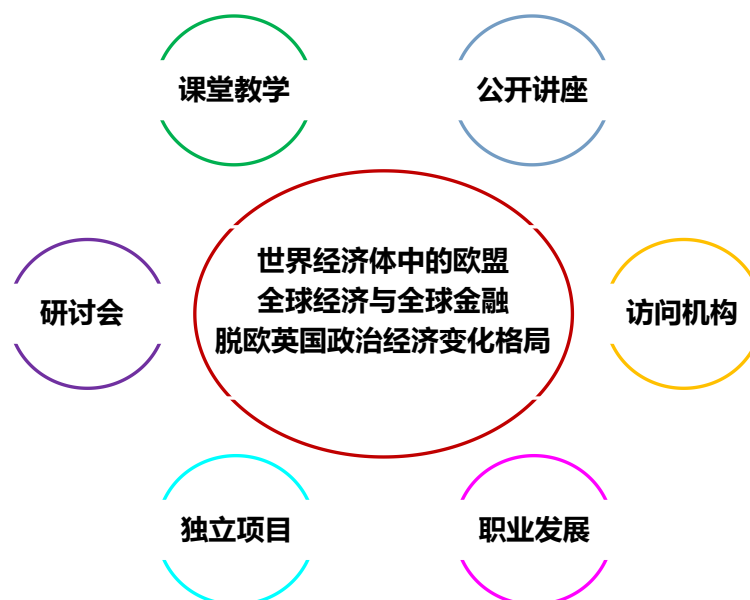 课堂教学
公开讲座
世界经济体中的欧盟
全球经济与全球金融
脱欧英国政治经济变化格局
研讨会
访问机构
独立项目
职业发展